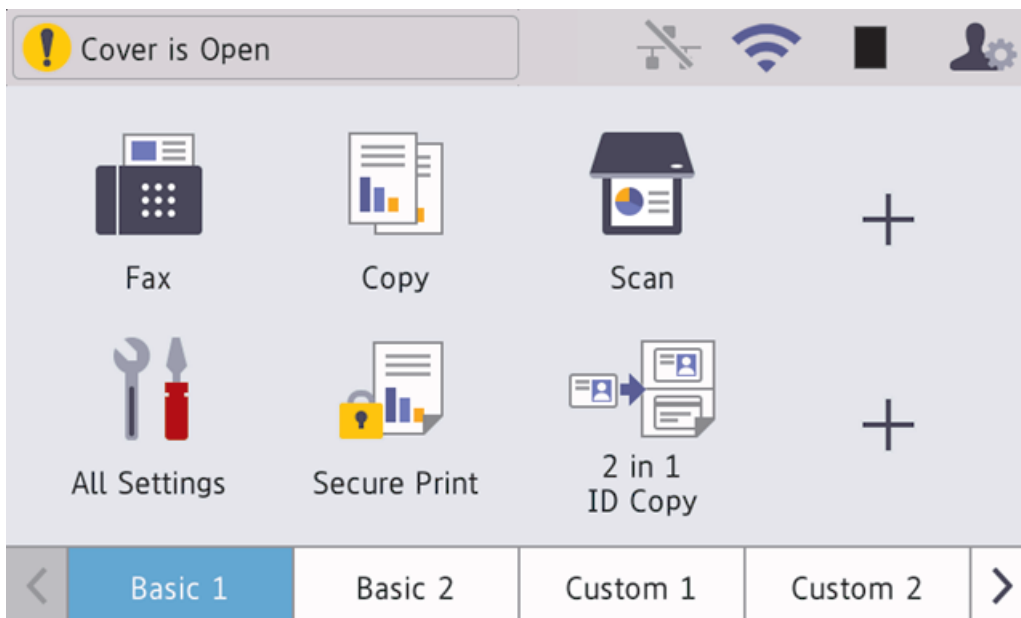 Cover is Open
Fax
Copy
Scan
All Settings
Secure Print
2 in 1
ID Copy
Basic 1
Basic 2
Custom 1
Custom 2